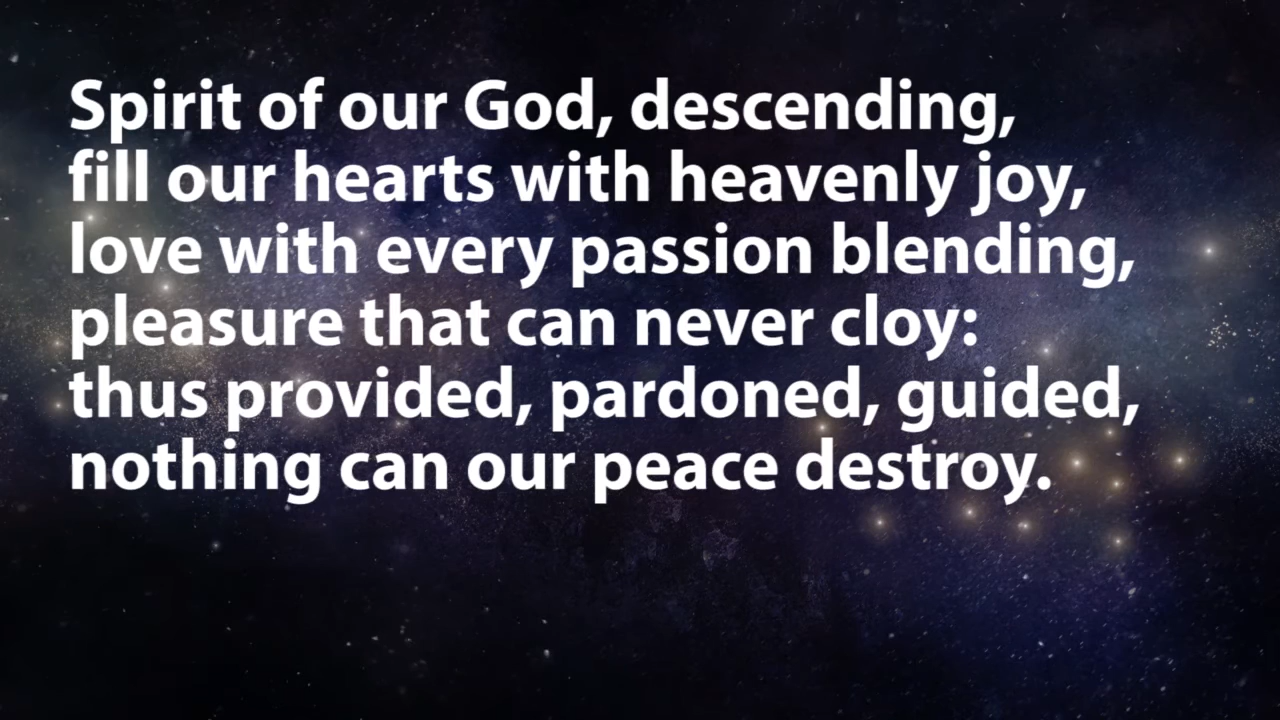 Spirit of our God, descending,
fill our hearts with heavenly joy,
love with every passion blending,
pleasure that can never cloy:
thus provided, pardoned, guided,
nothing can our peace destroy.